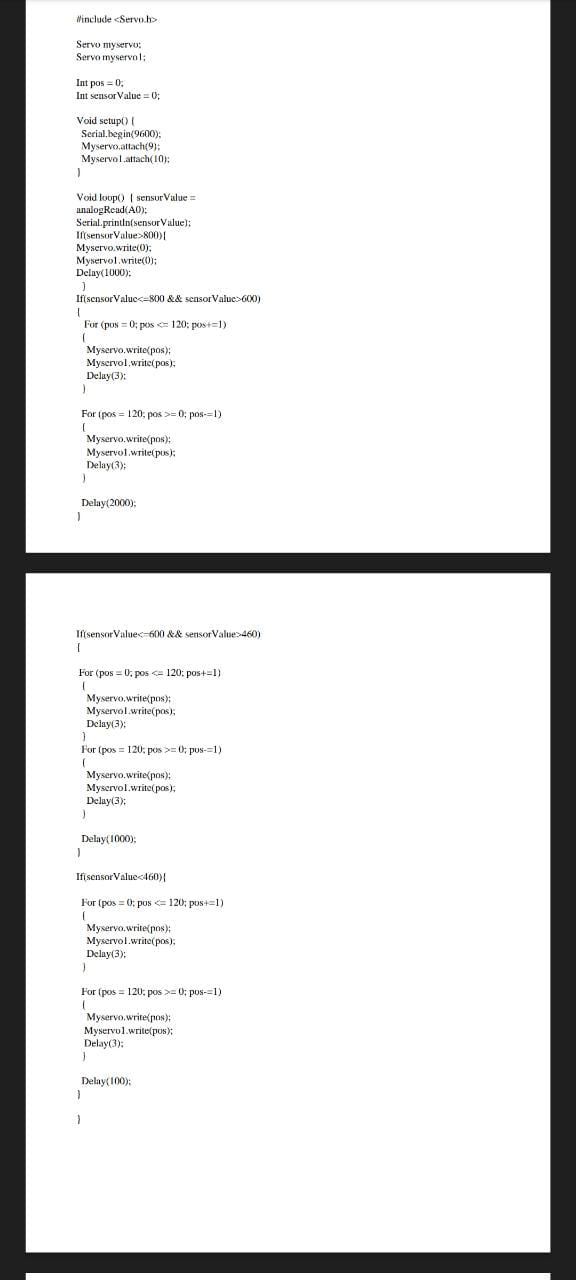 #include <Servo.h>
Servo myservo;
Servo myservo1;
Int pos = 0;
Int sensorValue = 0;
Void setup() {
Serial.begin(9600);
Myservo.attach(9);
Myservo1.attach(10);
}
Void loop() { sensorValue =
analogRead(A0);
Serial.println(sensorValue);
If(sensorValue>800){
Myservo.write(0);
Myservo1.write(0);
Delay(1000);
}
If(sensorValue<=800 && sensorValue>600)
{
For (pos = 0; pos <= 120; pos+=1)
{
Myservo.write(pos);
Myservo1.write(pos);
Delay(3);
}
For (pos = 120; pos >= 0; pos-=1)
{
Myservo.write(pos);
Myservo1.write(pos);
Delay(3);
}
Delay(2000);
}
If(sensorValue<=600 && sensorValue>460)
{
For (pos = 0; pos <= 120; pos+=1)
{
Myservo.write(pos);
Myservo1.write(pos);
Delay(3);
}
For (pos = 120; pos >= 0; pos-=1)
{
Myservo.write(pos);
Myservo1.write(pos);
Delay(3);
}
Delay(1000);
}
If(sensorValue<460){
For (pos = 0; pos <= 120; pos+=1)
{
Myservo.write(pos);
Myservo1.write(pos);
Delay(3);
}
For (pos = 120; pos >= 0; pos-=1)
{
Myservo.write(pos);
Myservo1.write(pos);
Delay(3);
}
Delay(100);
}
}